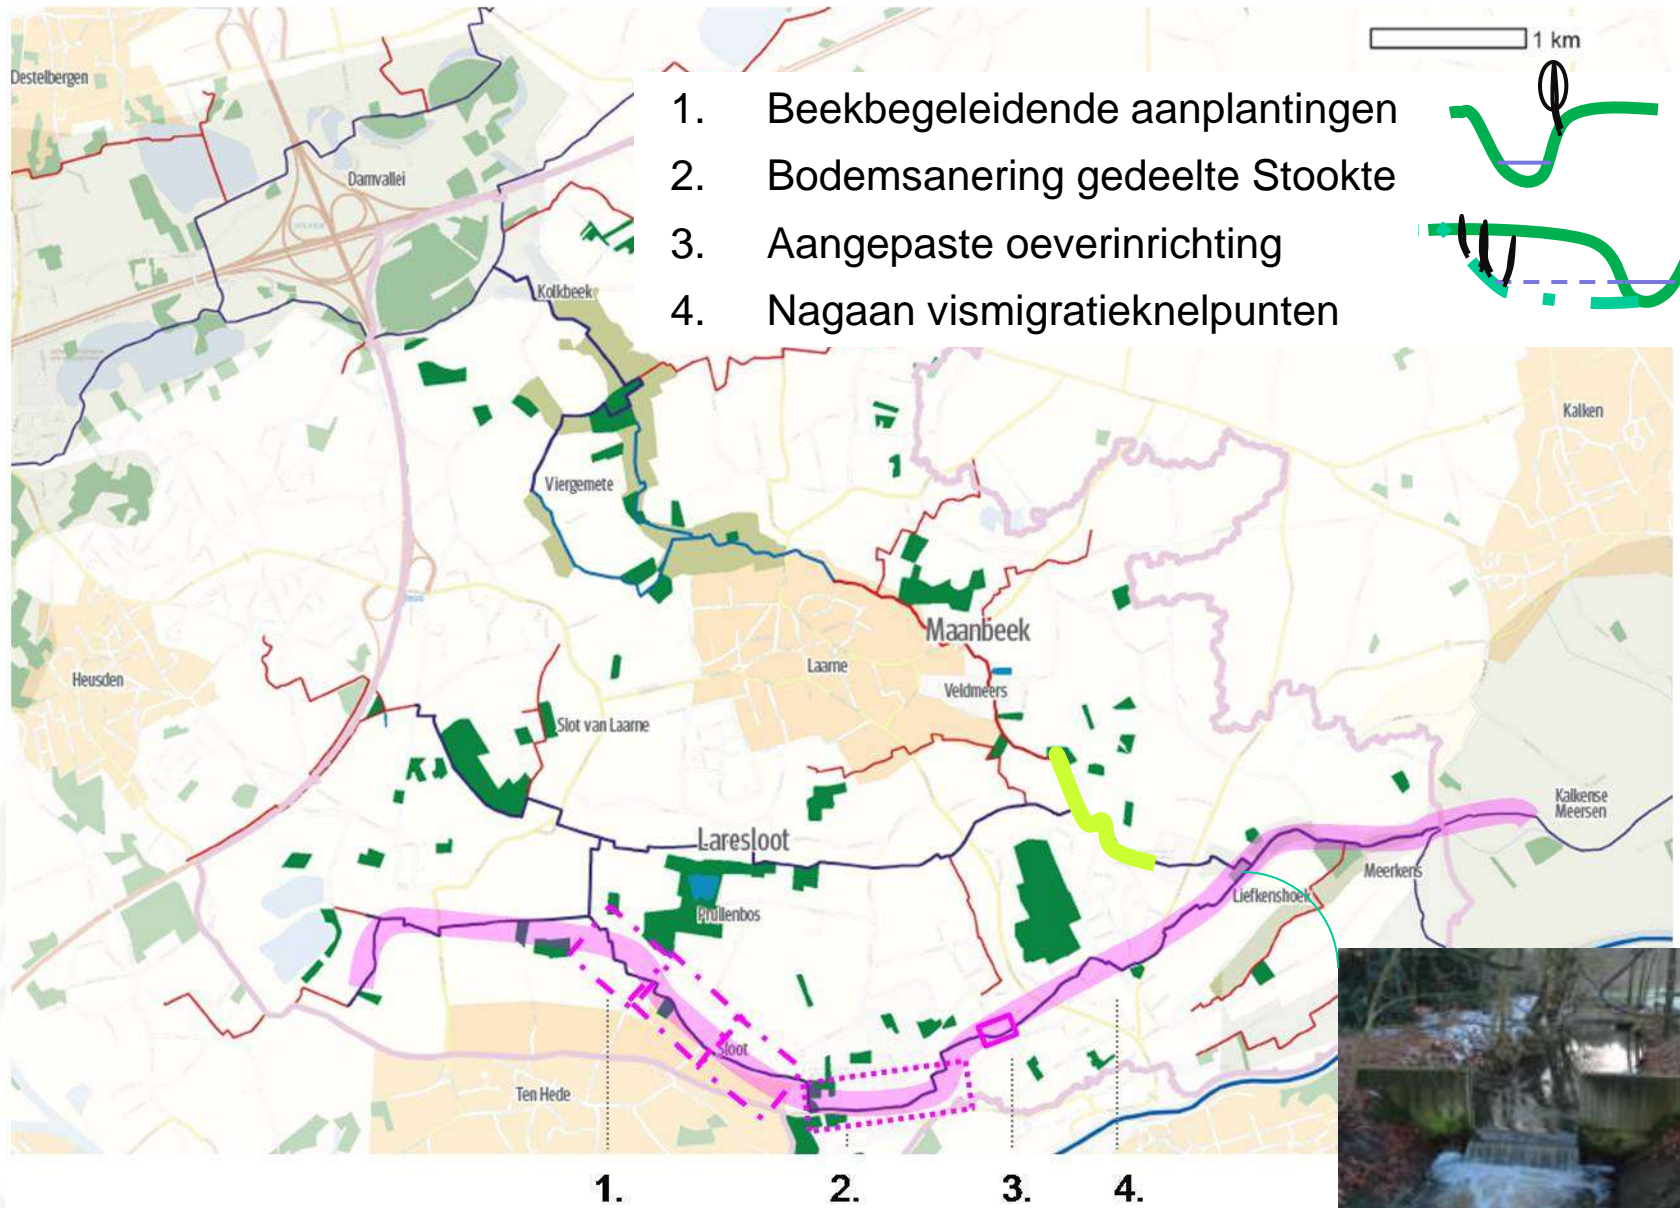 1 km
Destelbergen
1. Beekbegeleidende aanplantingen
2. Bodemsanering gedeelte Stookte
3. Aangepaste oeverinrichting
4. Nagaan vismigratieknelpunten
Damvallei
Kolkbeek
Kalken
Viergemete
Maanbeek
Laarne
Heusden
Veldmeers
Slot van Laarne
Kalkense
Meersen
Laresloot
Meerkens
Liefkenshoek
Prullenbos
Sloot
Ten Hede
1. 2. 3. 4.